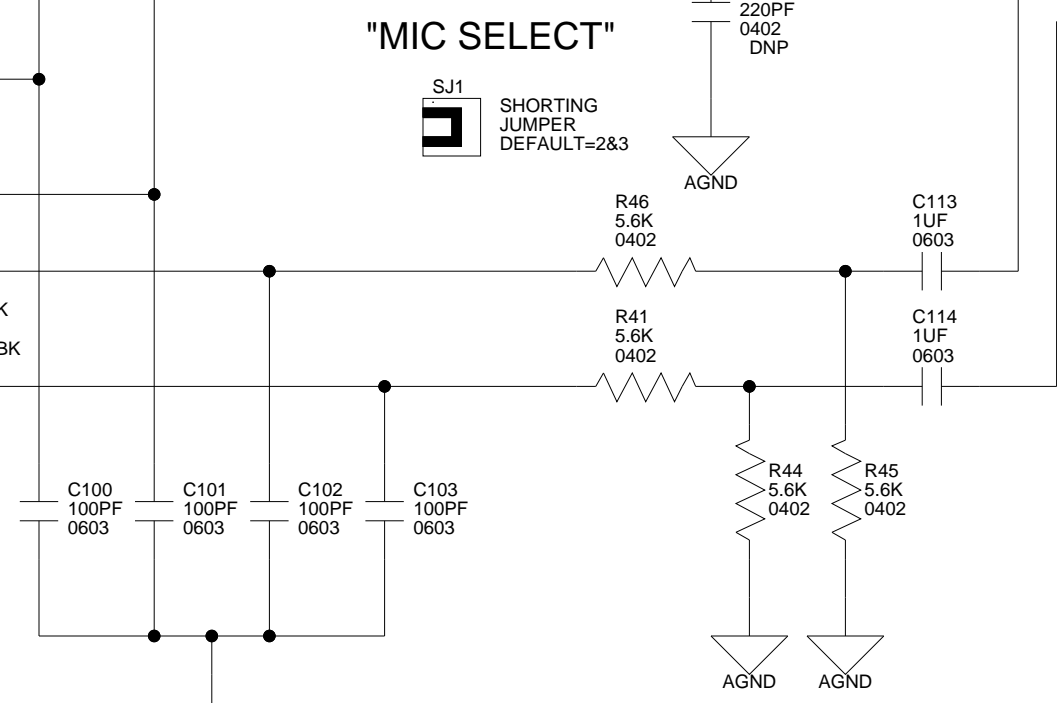 220PF
0402
DNP
"MIC SELECT"
SJ1
SHORTING
JUMPER
DEFAULT=2&3
AGND
R46
5.6K
0402
C113
1UF
0603
K
R41
5.6K
0402
C114
1UF
0603
BK
C100
100PF
0603
C101
100PF
0603
C102
100PF
0603
C103
100PF
0603
R44
5.6K
0402
R45
5.6K
0402
AGND
AGND